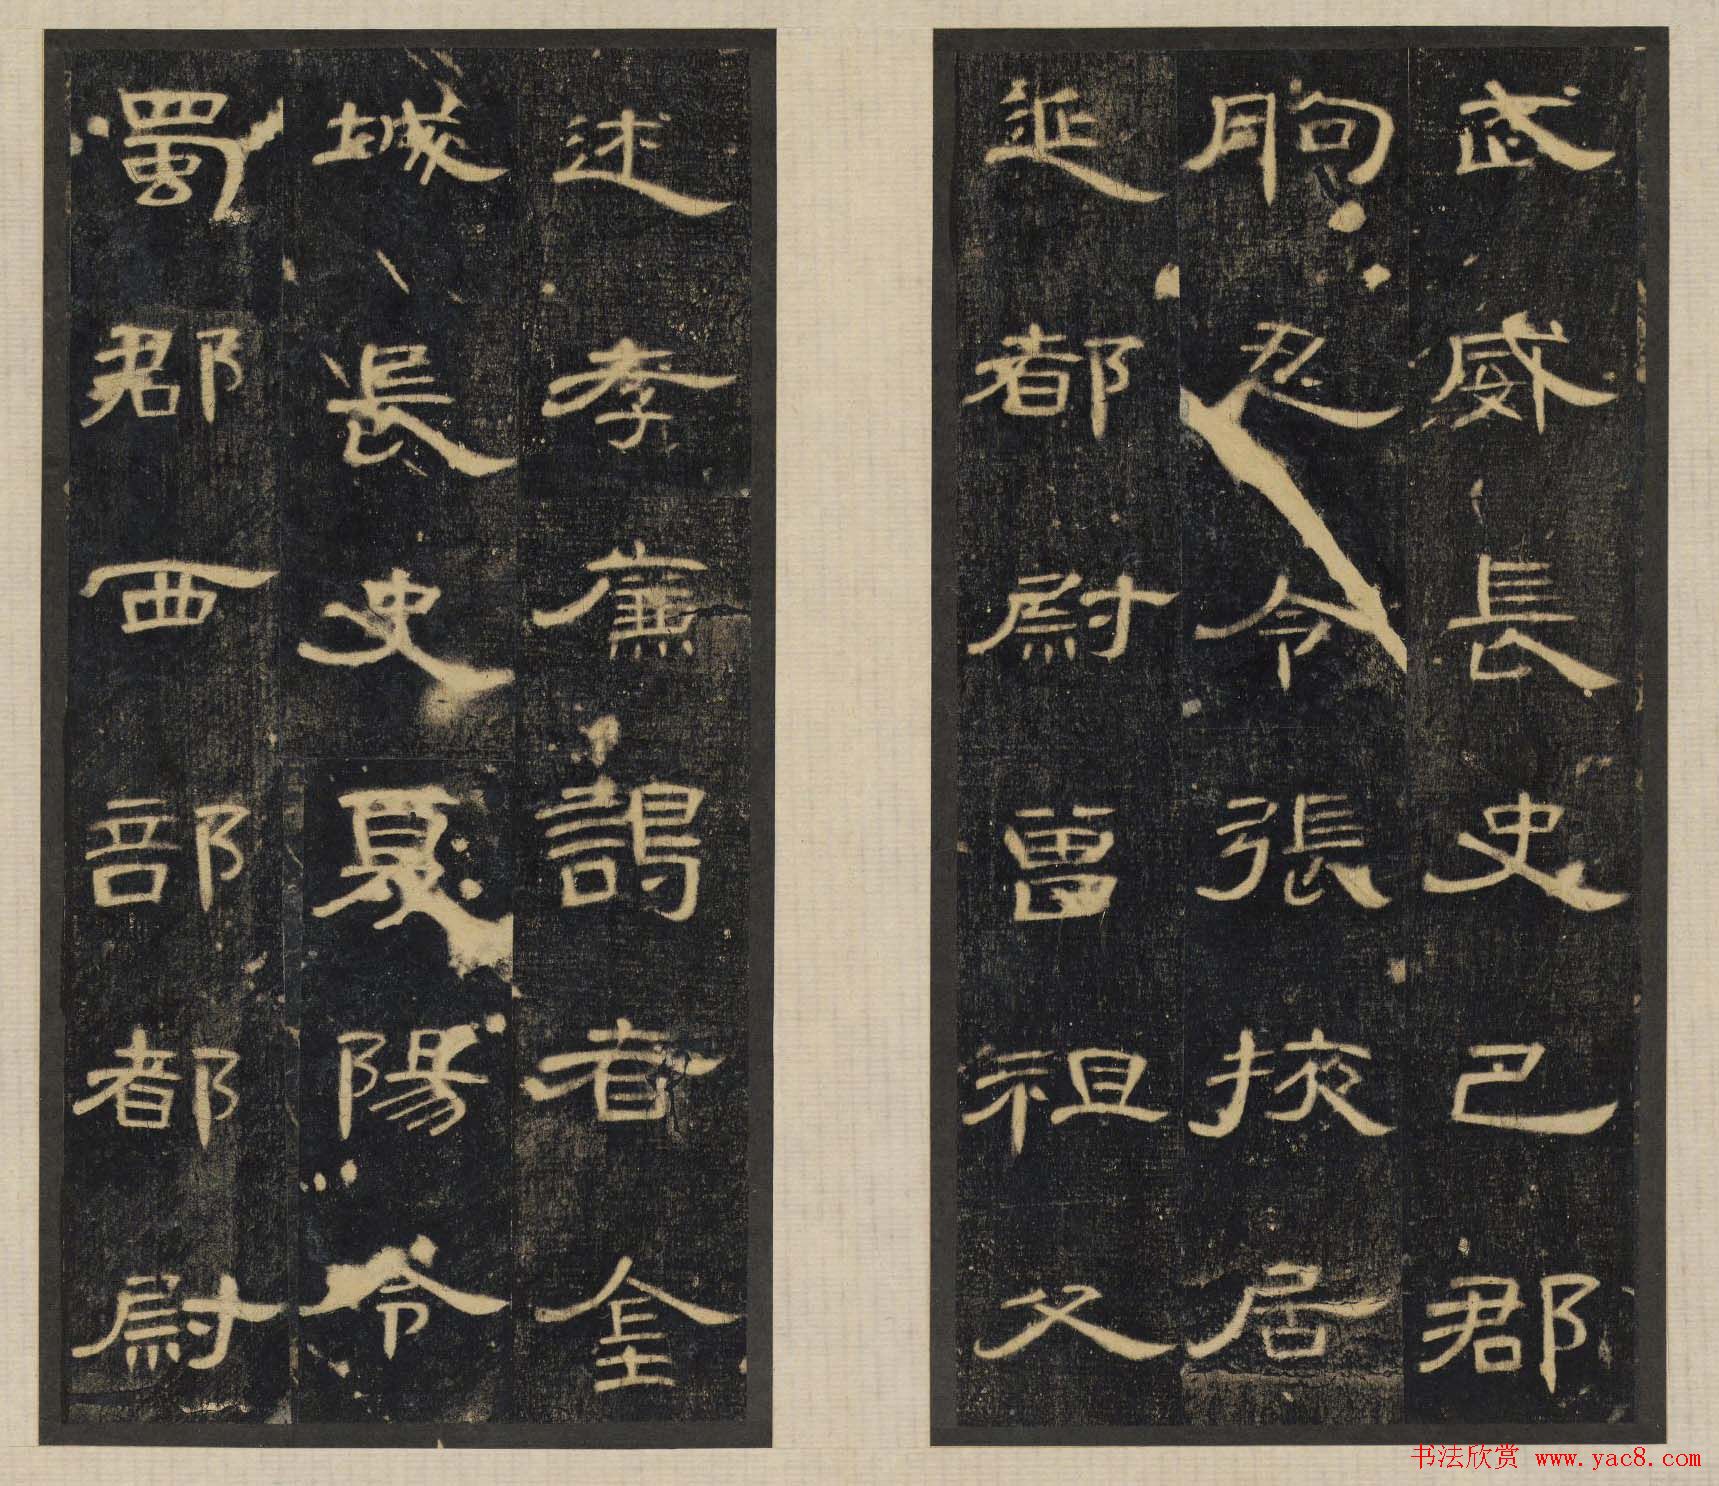 武威長史巴郡
朐忍令張掖居
延都尉曾祖父
述孝廉謁者金
城長史夏陽令
蜀郡西部都尉
书法欣赏 www.yac8.com